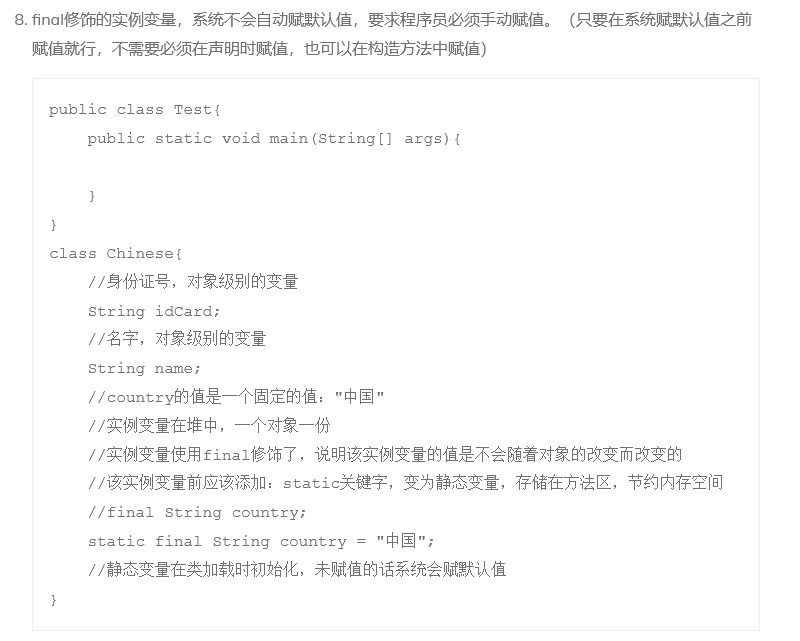 8. final修饰的实例变量，系统不会自动赋默认值，要求程序员必须手动赋值。（只要在系统赋默认值之前
赋值就行，不需要必须在声明时赋值，也可以在构造方法中赋值）
public class Test{
    public static void main(String[] args){
    }
}
class Chinese{
    //身份证号，对象级别的变量
    String idCard;
    //名字，对象级别的变量
    String name;
    //country的值是一个固定的值："中国"
    //实例变量在堆中，一个对象一份
    //实例变量使用final修饰了，说明该实例变量的值是不会随着对象的改变而改变的
    //该实例变量前应该添加：static关键字，变为静态变量，存储在方法区，节约内存空间
    //final String country;
    static final String country = "中国";
    //静态变量在类加载时初始化，未赋值的话系统会赋默认值
}